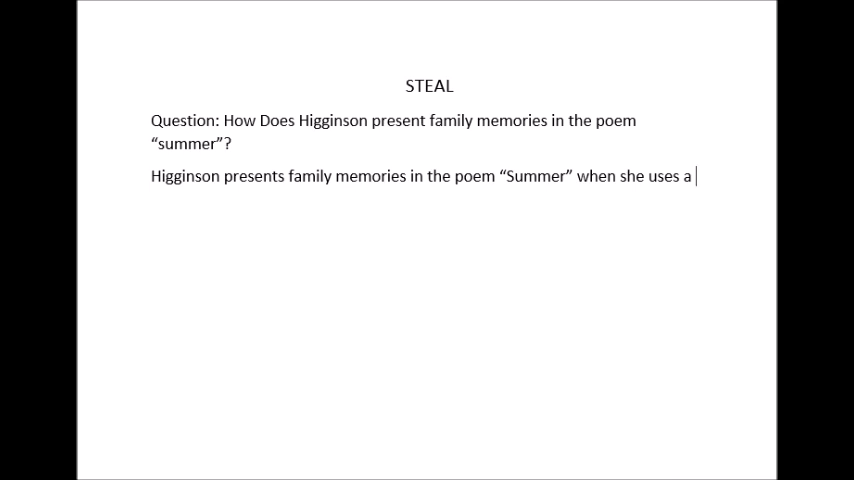 STEAL
Question: How Does Higginson present family memories in the poem
“summer”?
Higginson presents family memories in the poem “Summer” when she uses a